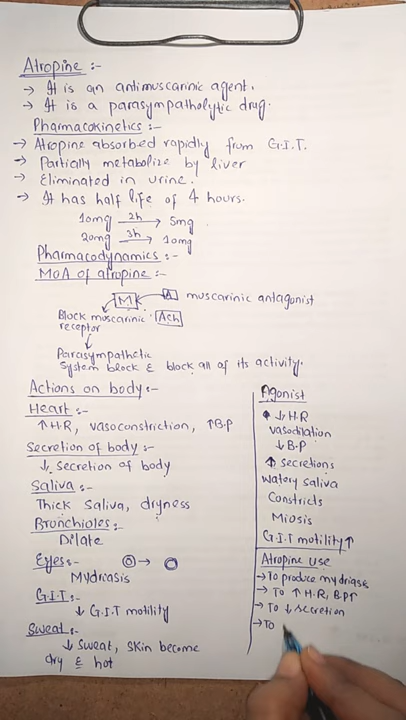 Atropine :-
→ It is an antimuscarinic agent.
→ It is a parasympatholytic drug.
Pharmacokinetics :-
→ Atropine absorbed rapidly from G.I.T.
→ Partially metabolize by liver
→ Eliminated in urine.
→ It has half life of 4 hours.
10mg 2h→ 5mg
20mg 3h→ 10mg
Pharmacodynamics :-
MOA of atropine :-
M A muscarinic antagonist
Block muscarinic Ach
receptor
Parasympathetic
System block & block all of its activity.
Actions on body :-
Heart :-
↑H.R, vasoconstriction, ↑B.P
Secretion of body :-
↓ secretion of body
Saliva :-
Thick saliva, dryness
Bronchioles :-
Dilate
Eyes :- →
Mydriasis
G.I.T :-
↓ G.I.T motility
Sweat :-
↓ sweat, skin become
dry & hot
Agonist
↓ H.R
vasodilation
↓ B.P
↑ secretions
watery saliva
Constricts
Miosis
G.I.T motility ↑
Atropine use
→ To produce mydriasis
→ To ↑ H.R, B.P↑
→ To ↓ secretion
→ To